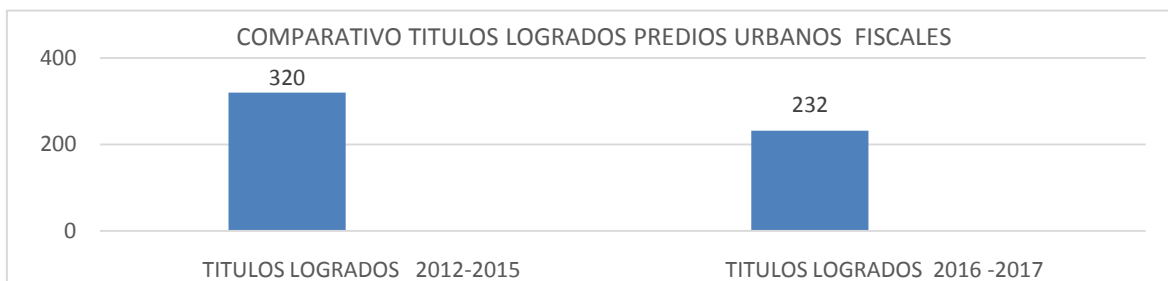 COMPARATIVO TITULOS LOGRADOS PREDIOS URBANOS FISCALES
400
320
232
200
0
TITULOS LOGRADOS 2012-2015
TITULOS LOGRADOS 2016 -2017